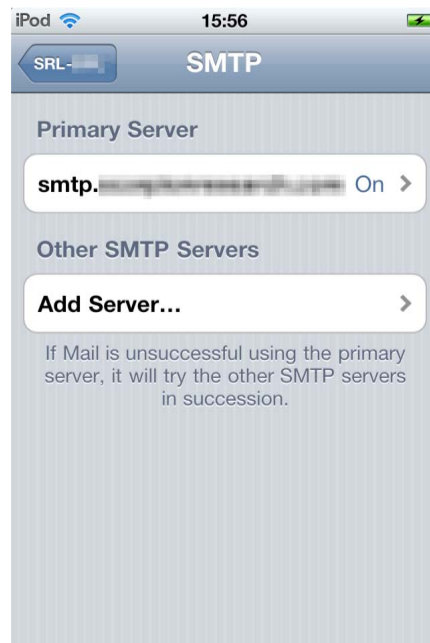 iPod 15:56
SRL- SMTP
Primary Server
smtp. On
Other SMTP Servers
Add Server...
If Mail is unsuccessful using the primary
server, it will try the other SMTP servers
in succession.